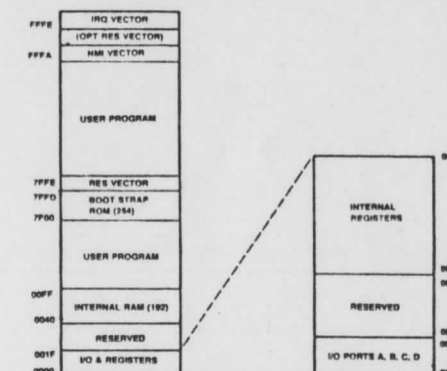 FFFE
IRQ VECTOR
(OPT RES VECTOR)
FFFA
NMI VECTOR
USER PROGRAM
7FFE
RES VECTOR
7FFD
BOOT STRAP
ROM (254)
7F00
USER PROGRAM
00FF
INTERNAL RAM (192)
0040
RESERVED
001F
I/O & REGISTERS
0000
INTERNAL
REGISTERS
RESERVED
I/O PORTS A, B, C, D